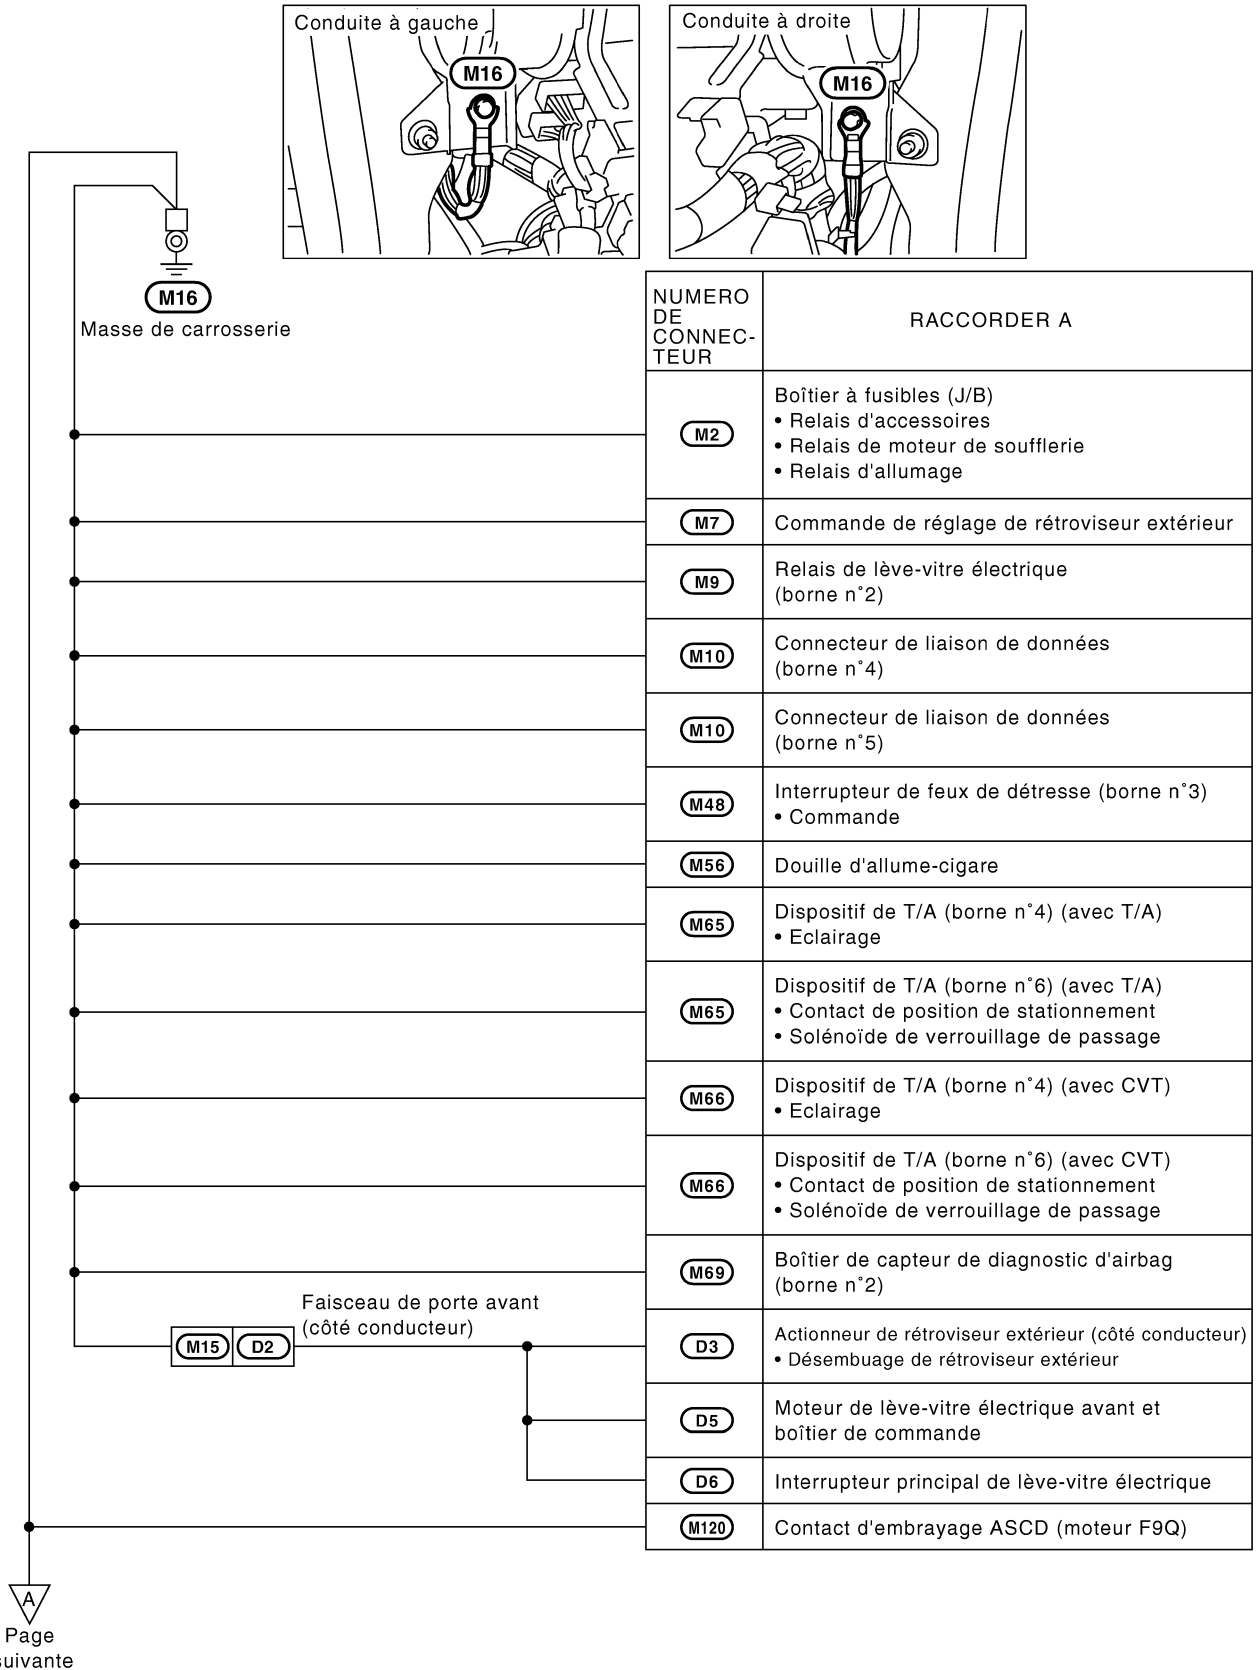 Conduite à gauche
M16
Conduite à droite
M16
M16
Masse de carrosserie
NUMERO
DE
CONNEC-
TEUR
RACCORDER A
M2
Boîtier à fusibles (J/B)
• Relais d'accessoires
• Relais de moteur de soufflerie
• Relais d'allumage
M7
Commande de réglage de rétroviseur extérieur
M9
Relais de lève-vitre électrique
(borne n°2)
M10
Connecteur de liaison de données
(borne n°4)
M10
Connecteur de liaison de données
(borne n°5)
M48
Interrupteur de feux de détresse (borne n°3)
• Commande
M56
Douille d'allume-cigare
M65
Dispositif de T/A (borne n°4) (avec T/A)
• Eclairage
M65
Dispositif de T/A (borne n°6) (avec T/A)
• Contact de position de stationnement
• Solénoïde de verrouillage de passage
M66
Dispositif de T/A (borne n°4) (avec CVT)
• Eclairage
M66
Dispositif de T/A (borne n°6) (avec CVT)
• Contact de position de stationnement
• Solénoïde de verrouillage de passage
M69
Boîtier de capteur de diagnostic d'airbag
(borne n°2)
Faisceau de porte avant
(côté conducteur)
M15 D2
D3
Actionneur de rétroviseur extérieur (côté conducteur)
• Désembuage de rétroviseur extérieur
D5
Moteur de lève-vitre électrique avant et
boîtier de commande
D6
Interrupteur principal de lève-vitre électrique
M120
Contact d'embrayage ASCD (moteur F9Q)
A
Page
suivante